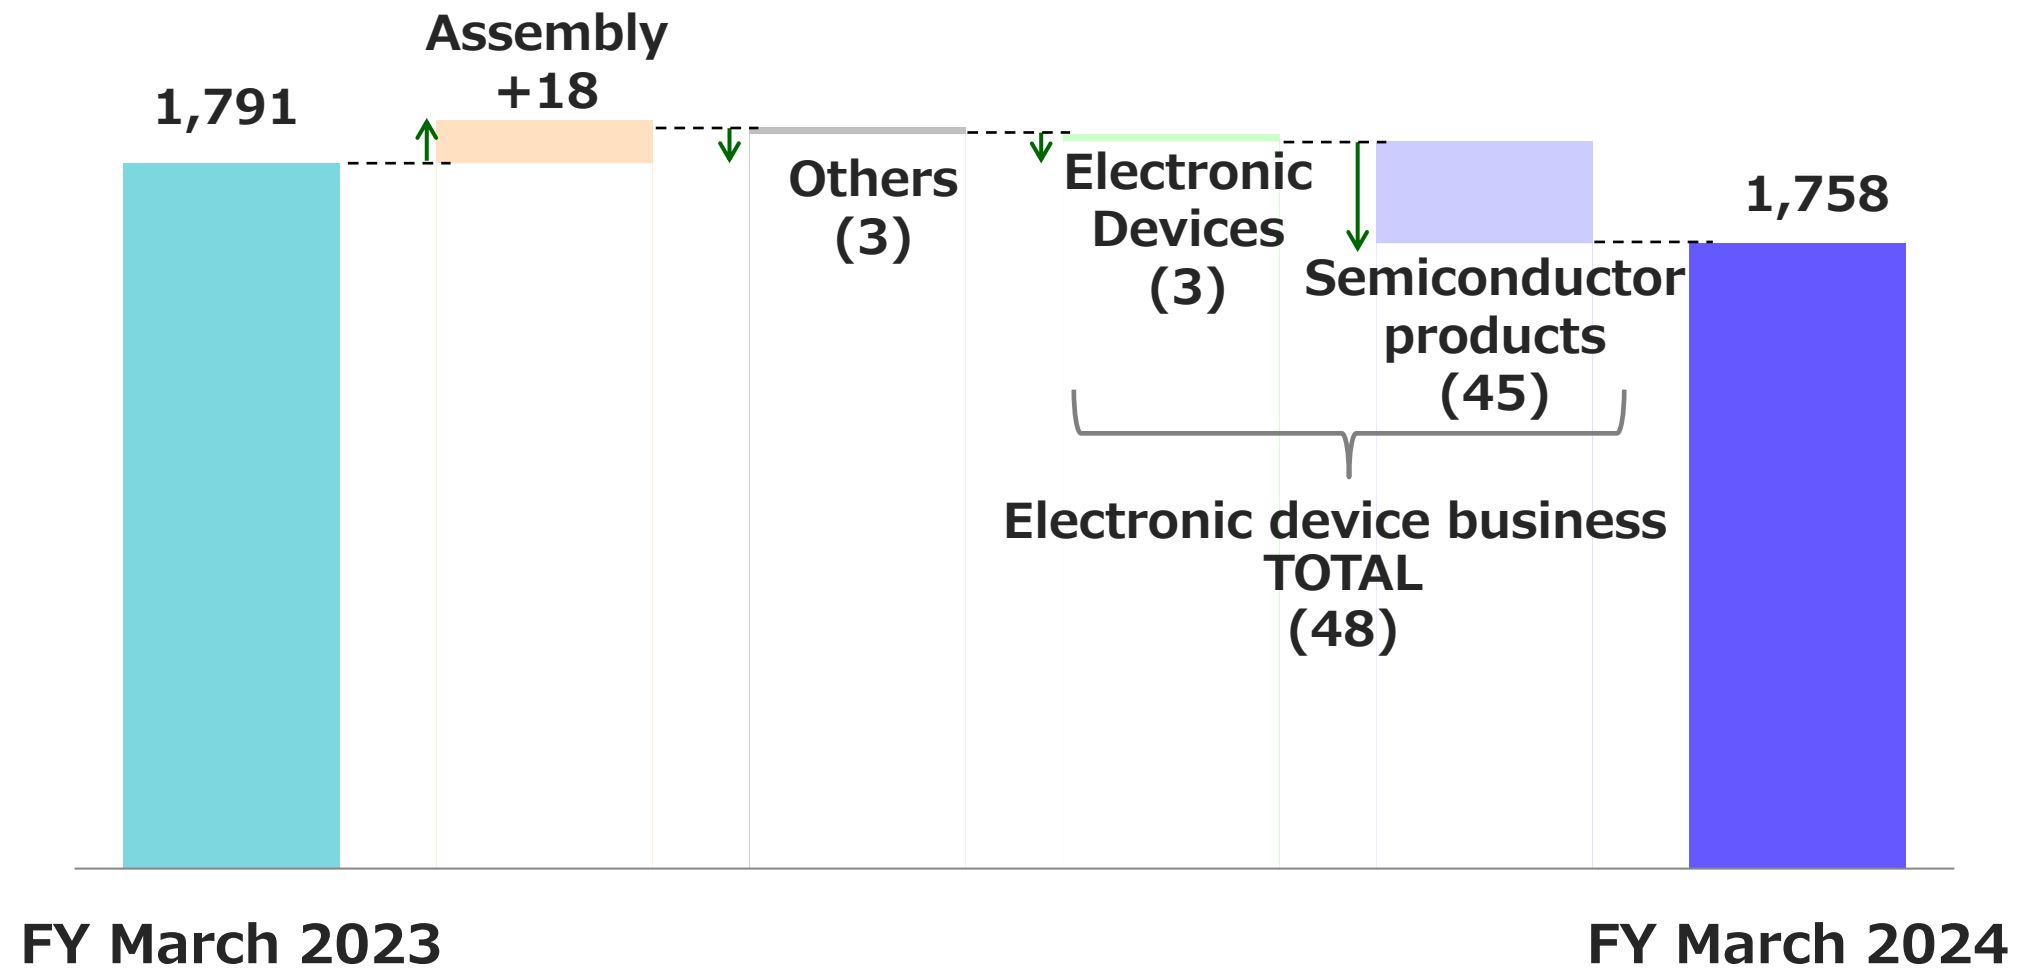 1,791
Assembly
+18
Others
(3)
Electronic
Devices
(3)
Semiconductor
products
(45)
Electronic device business
TOTAL
(48)
1,758
FY March 2023
FY March 2024